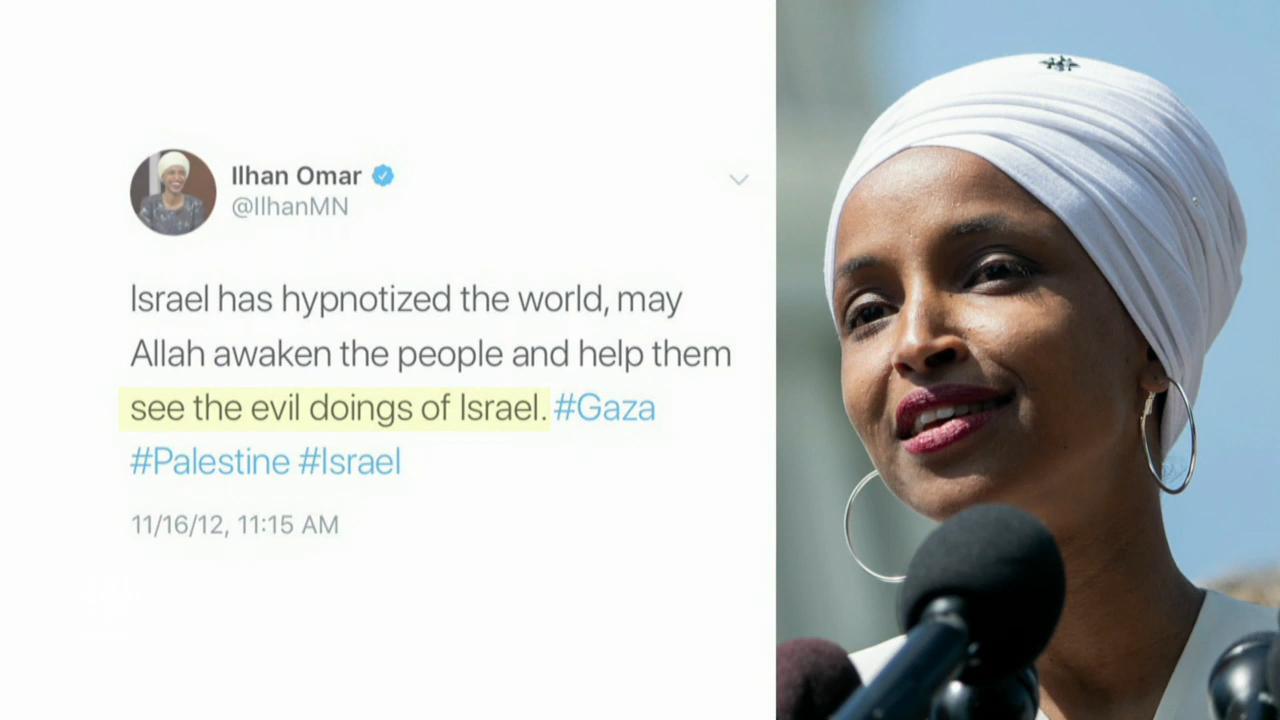 Ilhan Omar
@IlhanMN
Israel has hypnotized the world, may
Allah awaken the people and help them
see the evil doings of Israel. #Gaza
#Palestine #Israel
11/16/12, 11:15 AM